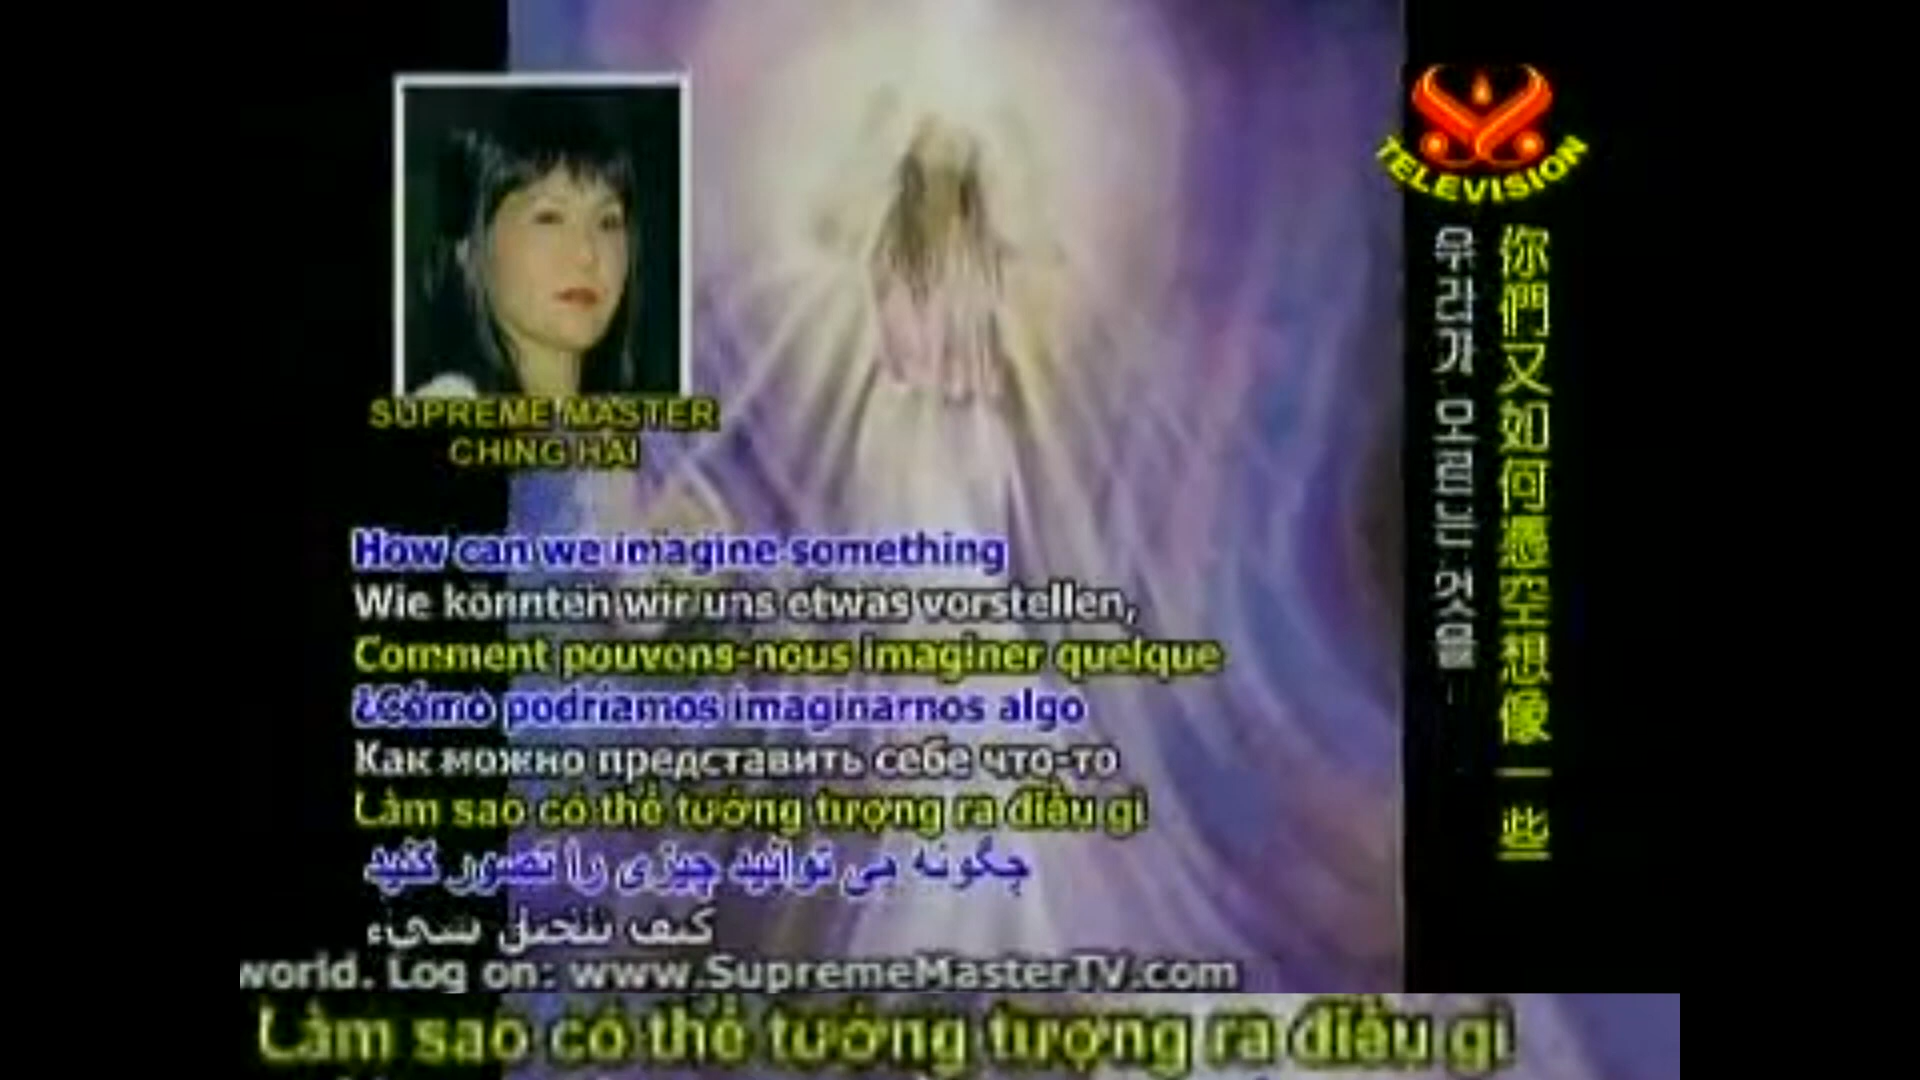 TELEVISION
SUPREME MASTER
CHING HAI
How can we imagine something
Wie könnten wir uns etwas vorstellen,
Comment pouvons-nous imaginer quelque
¿Cómo podríamos imaginarnos algo
Как можно представить себе что-то
Làm sao có thể tưởng tượng ra điều gì
چگونه می توانید چیزی را تصور کنید
كيف نتخيل شيء
world. Log on: www.SupremeMasterTV.com
Làm sao có thể tưởng tượng ra điều gì
你們又如何憑空想像一些
우리가 모르는 것을